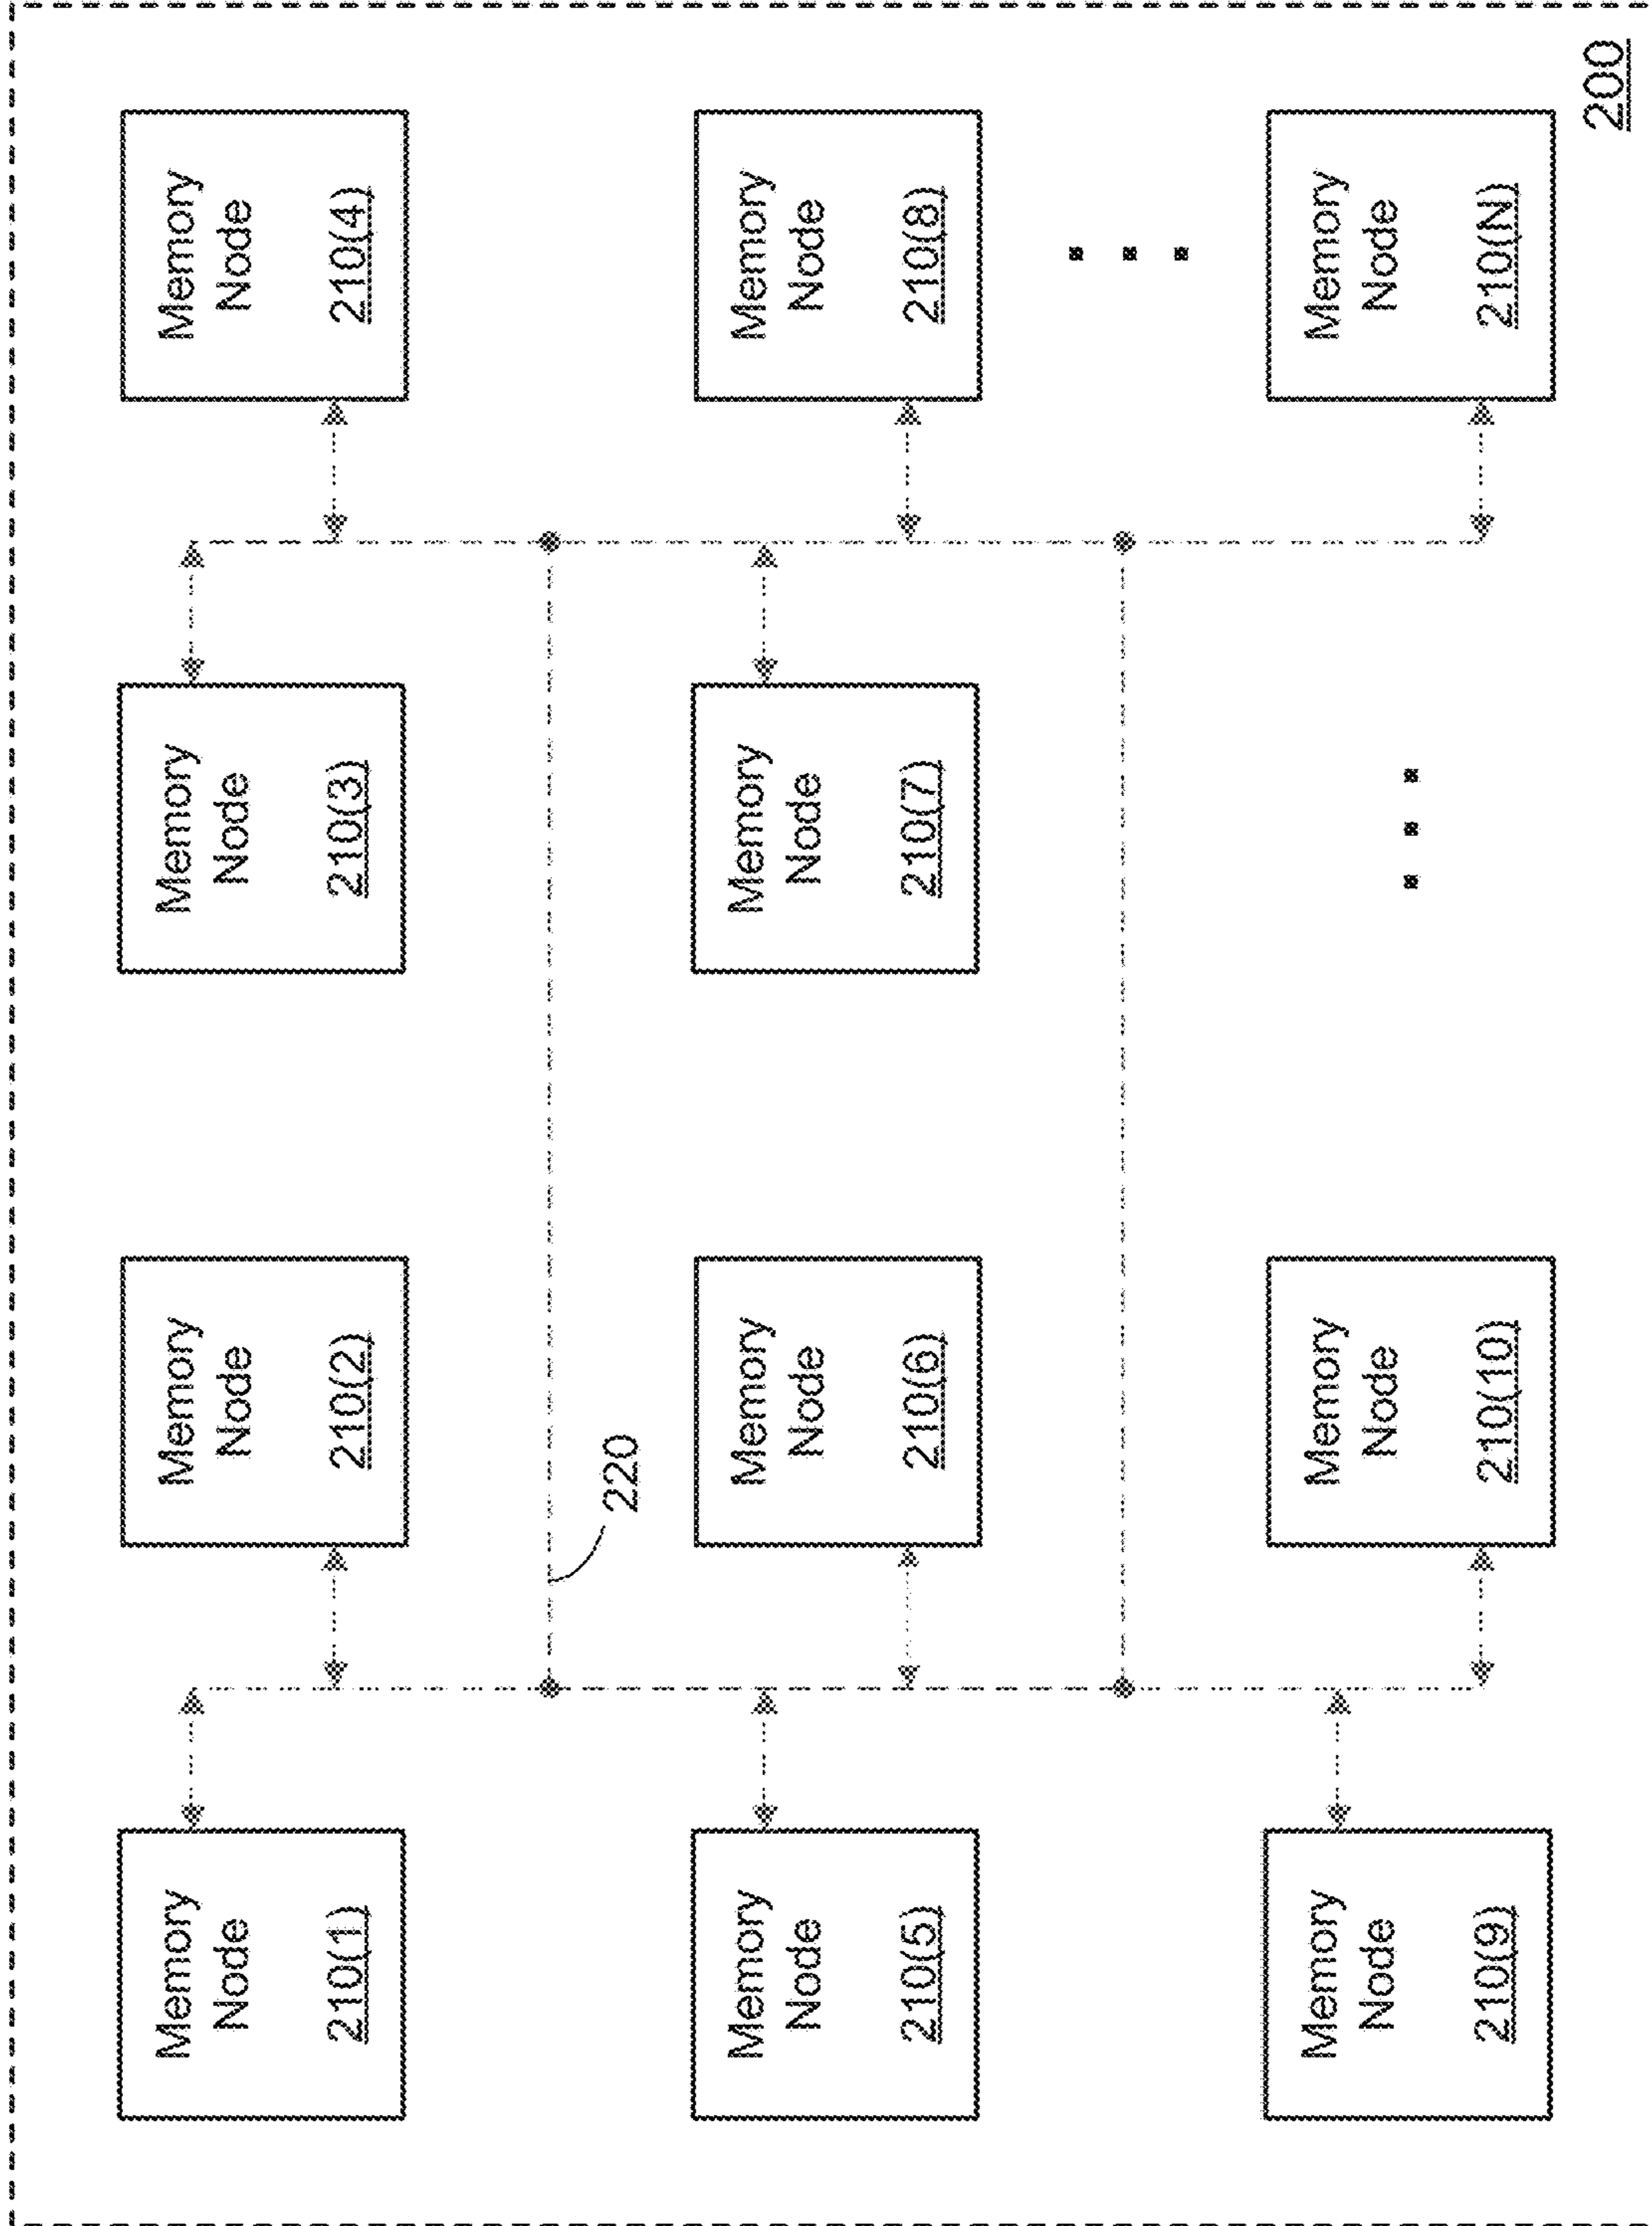 Memory
Node
210(1)
Memory
Node
210(2)
Memory
Node
210(3)
Memory
Node
210(4)
220
Memory
Node
210(5)
Memory
Node
210(6)
Memory
Node
210(7)
Memory
Node
210(8)
Memory
Node
210(9)
Memory
Node
210(10)
Memory
Node
210(N)
200